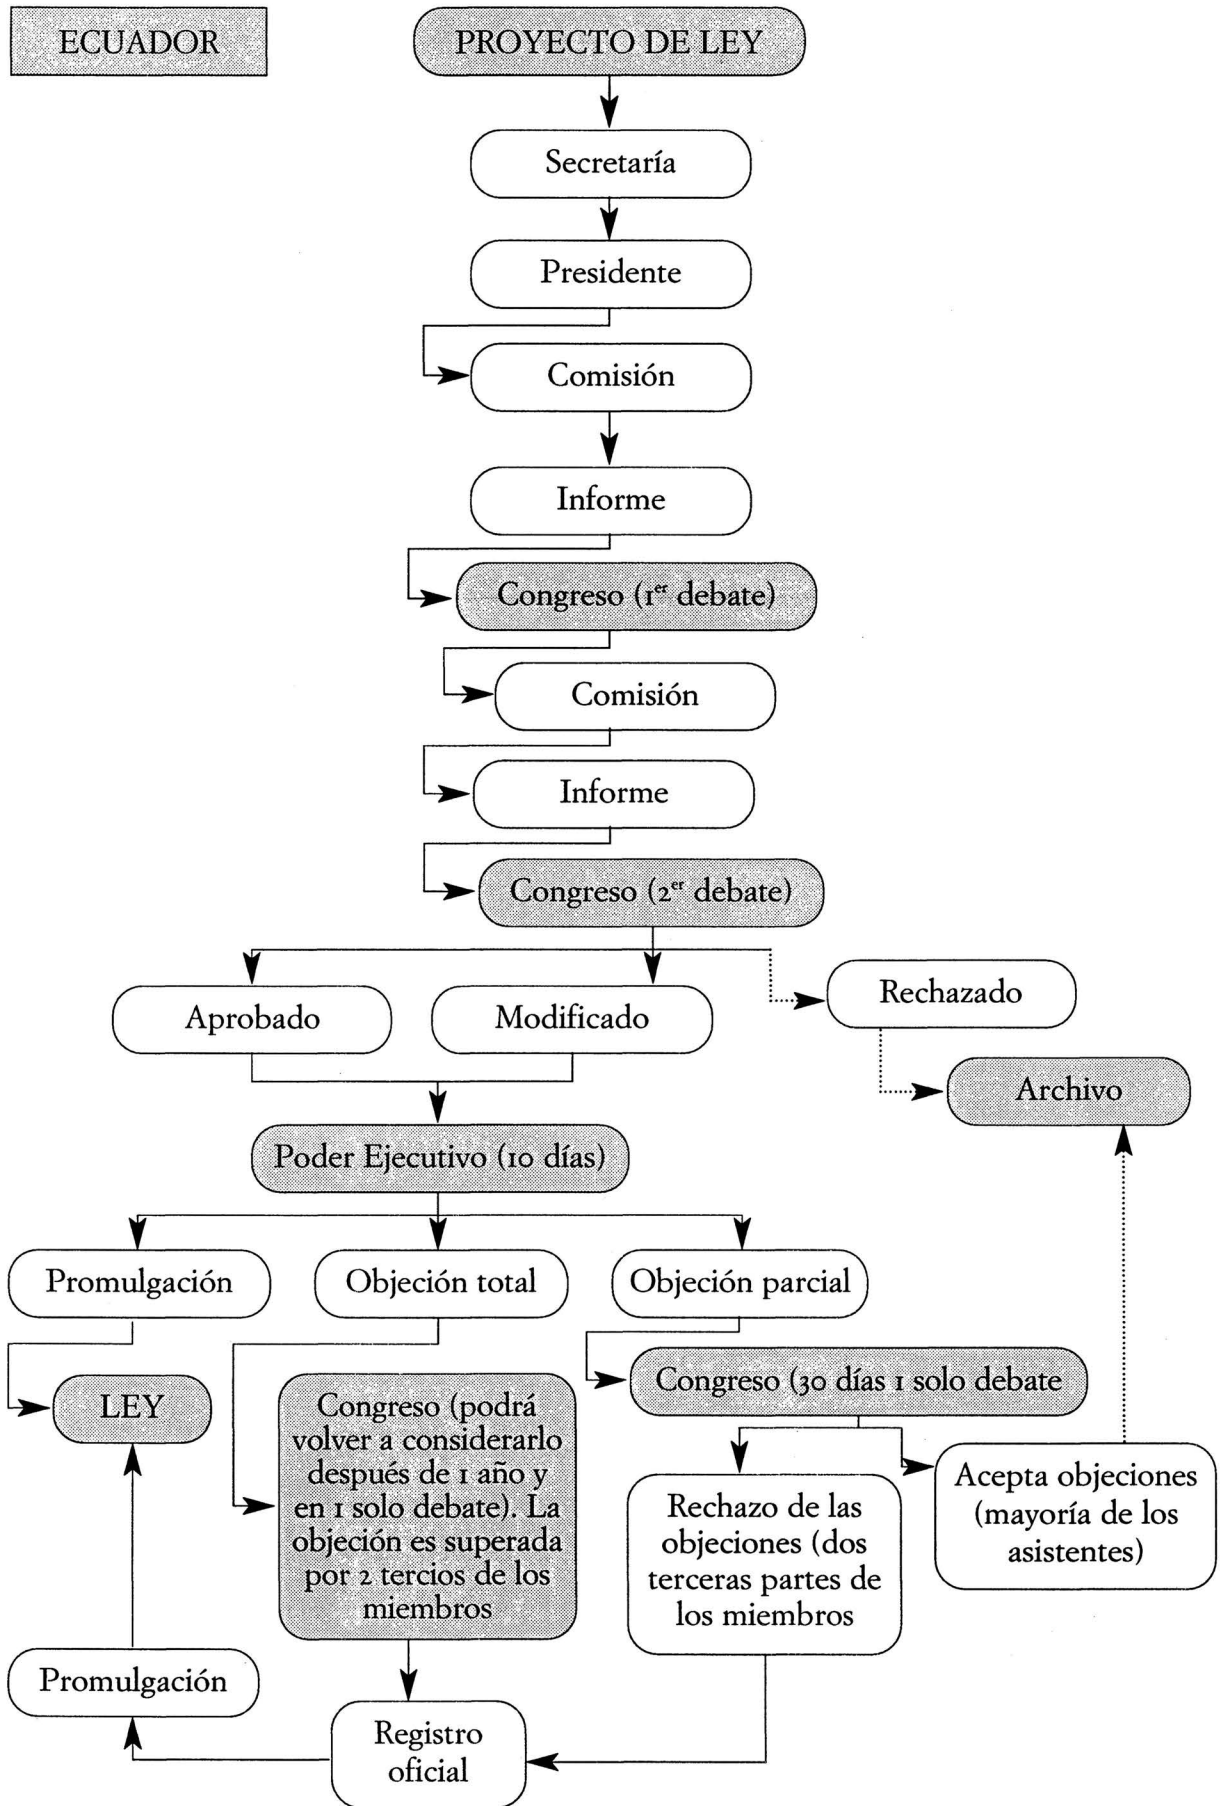 ECUADOR
PROYECTO DE LEY
Secretaría
Presidente
Comisión
Informe
Congreso (1er debate)
Comisión
Informe
Congreso (2er debate)
Aprobado
Modificado
Rechazado
Archivo
Poder Ejecutivo (10 días)
Promulgación
Objeción total
Objeción parcial
LEY
Congreso (podrá
volver a considerarlo
después de 1 año y
en 1 solo debate). La
objeción es superada
por 2 tercios de los
miembros
Congreso (30 días 1 solo debate
Rechazo de las
objeciones (dos
terceras partes de
los miembros
Acepta objeciones
(mayoría de los
asistentes)
Promulgación
Registro
oficial